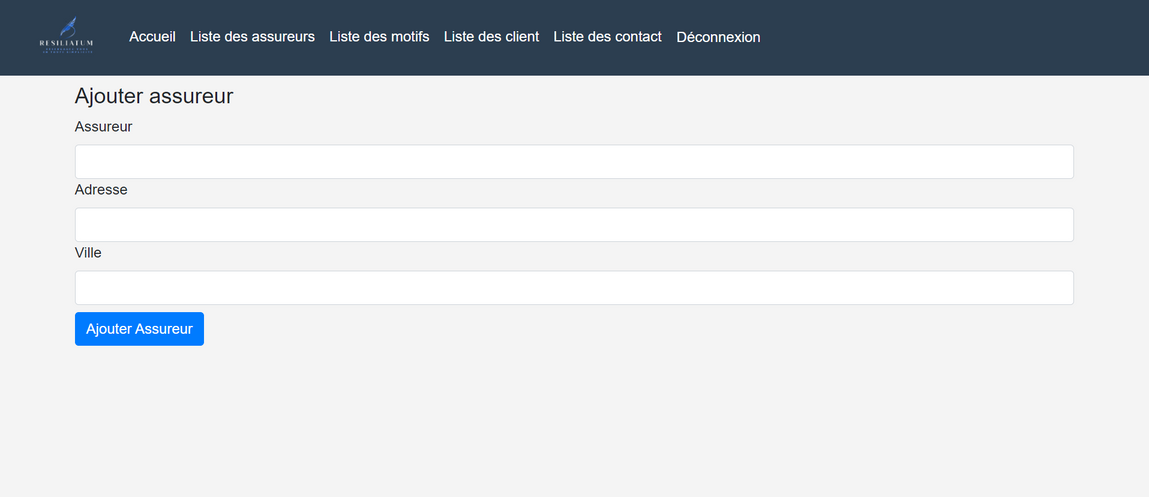 RESILIATUM
Accueil
Liste des assureurs
Liste des motifs
Liste des client
Liste des contact
Déconnexion
Ajouter assureur
Assureur
Adresse
Ville
Ajouter Assureur